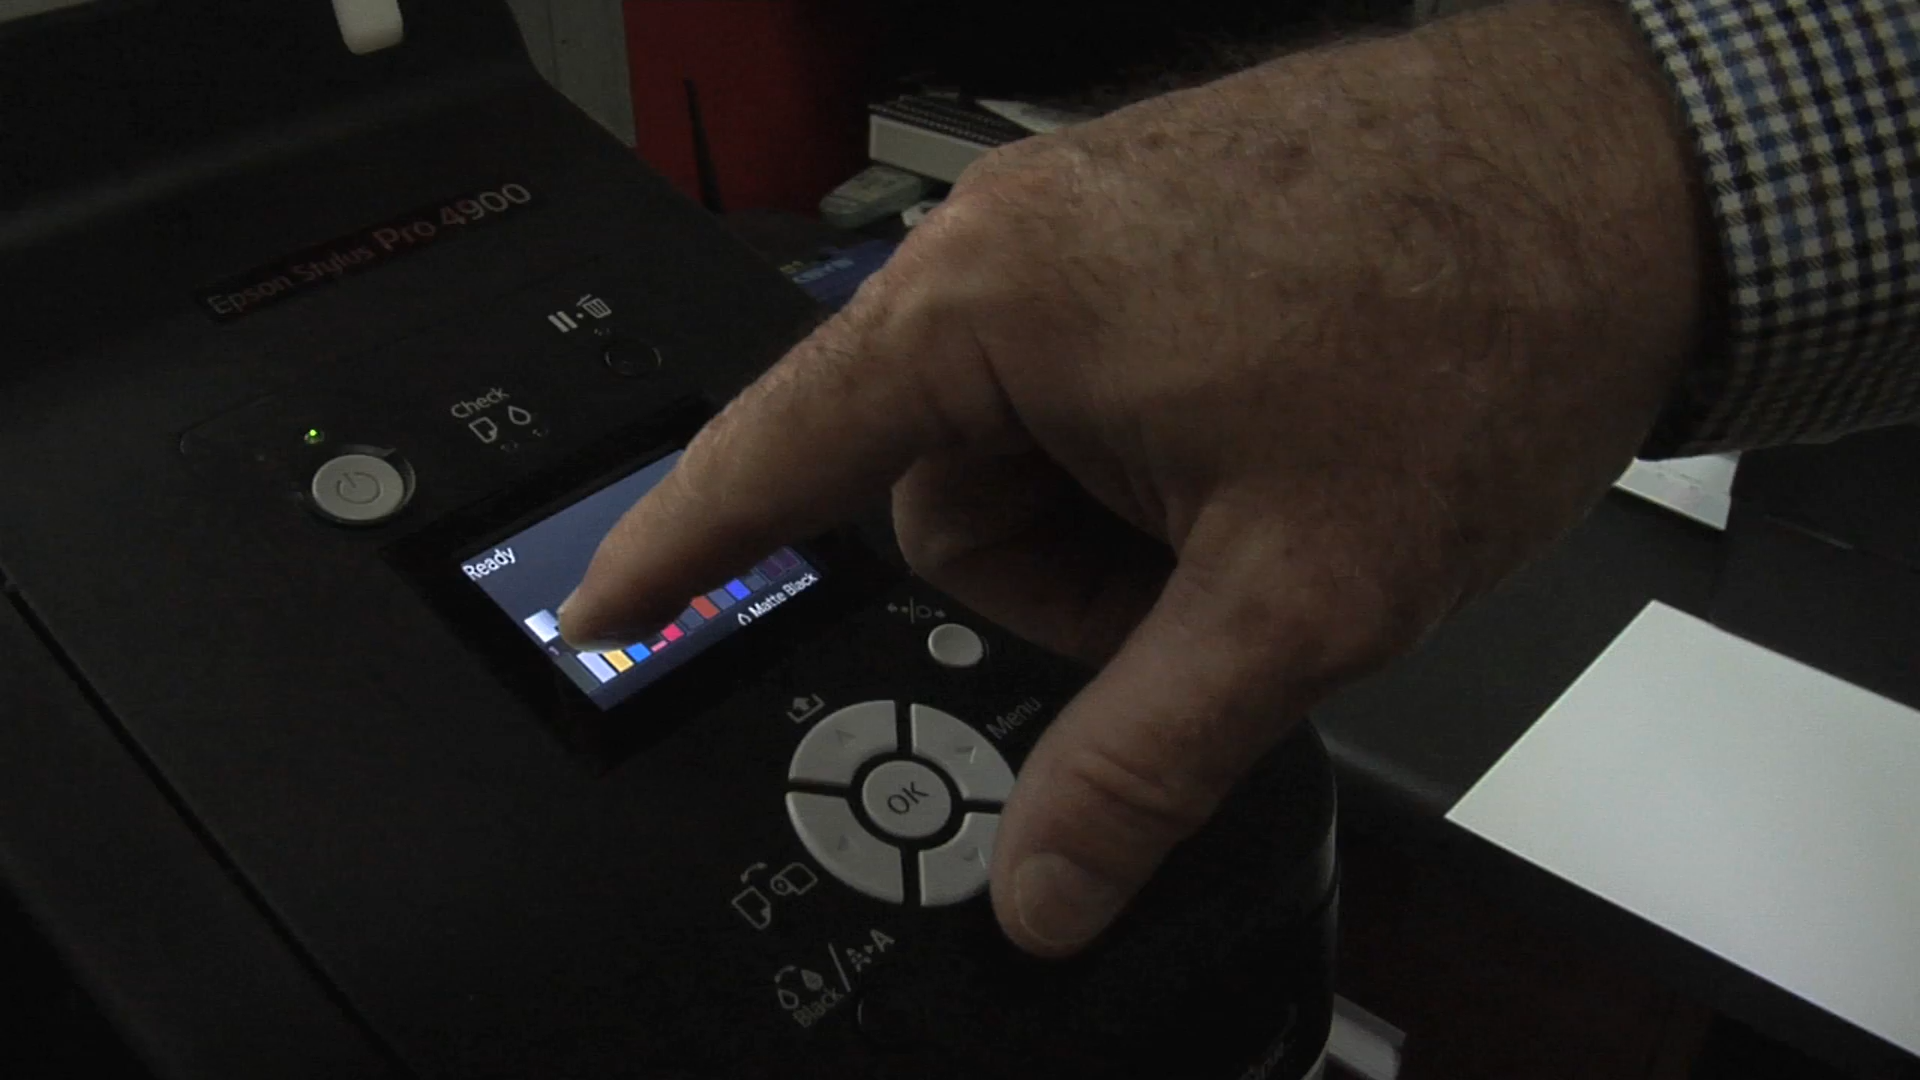 Epson Stylus Pro 4900
Check
Ready
Matte Black
Menu
OK
Black